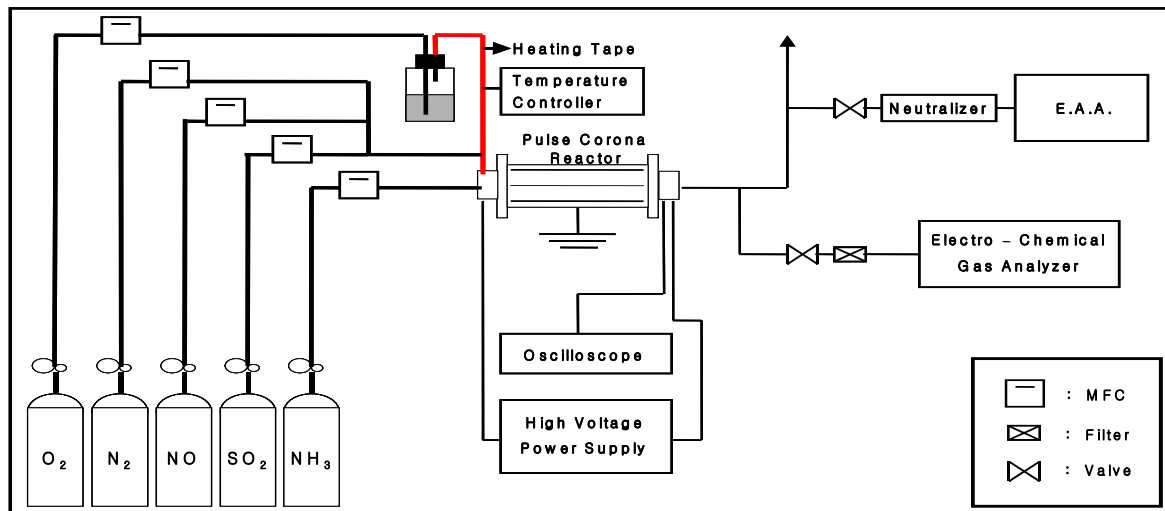 Heating Tape
Temperature
Controller
Pulse Corona
Reactor
Neutralizer
E.A.A.
Electro – Chemical
Gas Analyzer
Oscilloscope
High Voltage
Power Supply
O₂
N₂
NO
SO₂
NH₃
: MFC
: Filter
: Valve